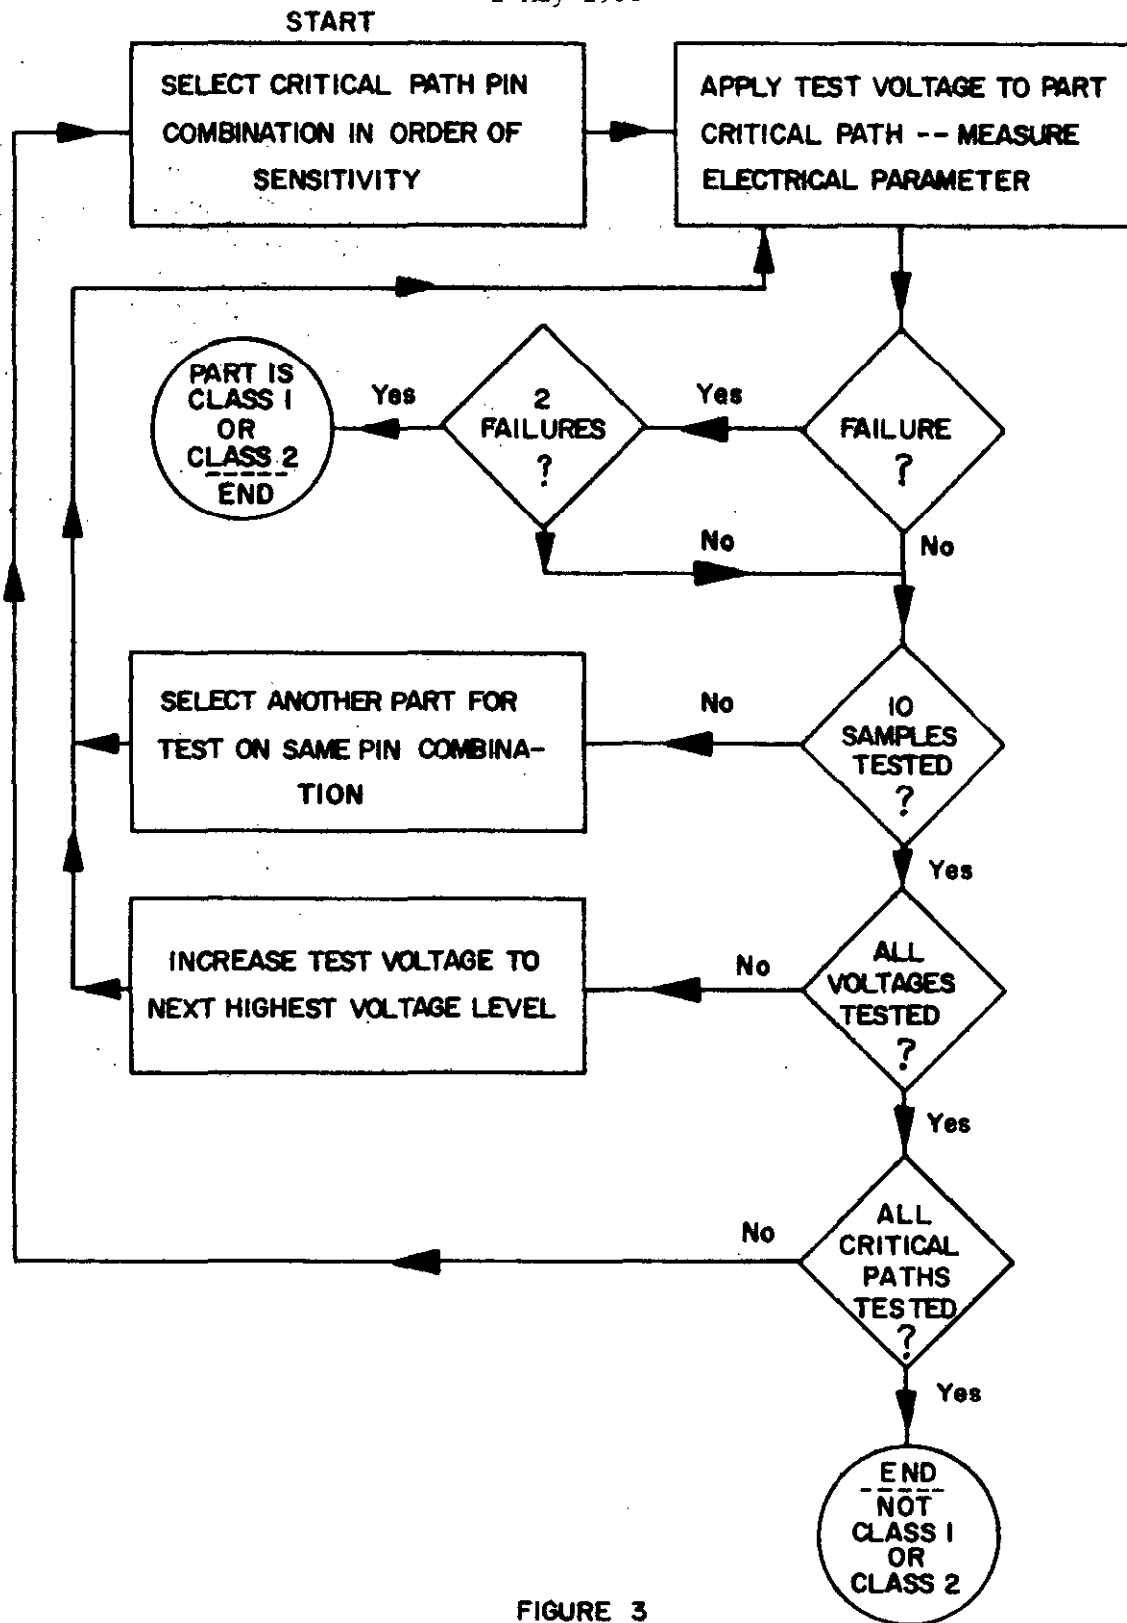 START
SELECT CRITICAL PATH PIN
COMBINATION IN ORDER OF
SENSITIVITY
APPLY TEST VOLTAGE TO PART
CRITICAL PATH -- MEASURE
ELECTRICAL PARAMETER
PART IS
CLASS 1
OR
CLASS 2
END
Yes
2
FAILURES
?
Yes
FAILURE
?
No
No
SELECT ANOTHER PART FOR
TEST ON SAME PIN COMBINA-
TION
No
10
SAMPLES
TESTED
?
Yes
INCREASE TEST VOLTAGE TO
NEXT HIGHEST VOLTAGE LEVEL
No
ALL
VOLTAGES
TESTED
?
Yes
No
ALL
CRITICAL
PATHS
TESTED
?
Yes
END
NOT
CLASS 1
OR
CLASS 2
FIGURE 3